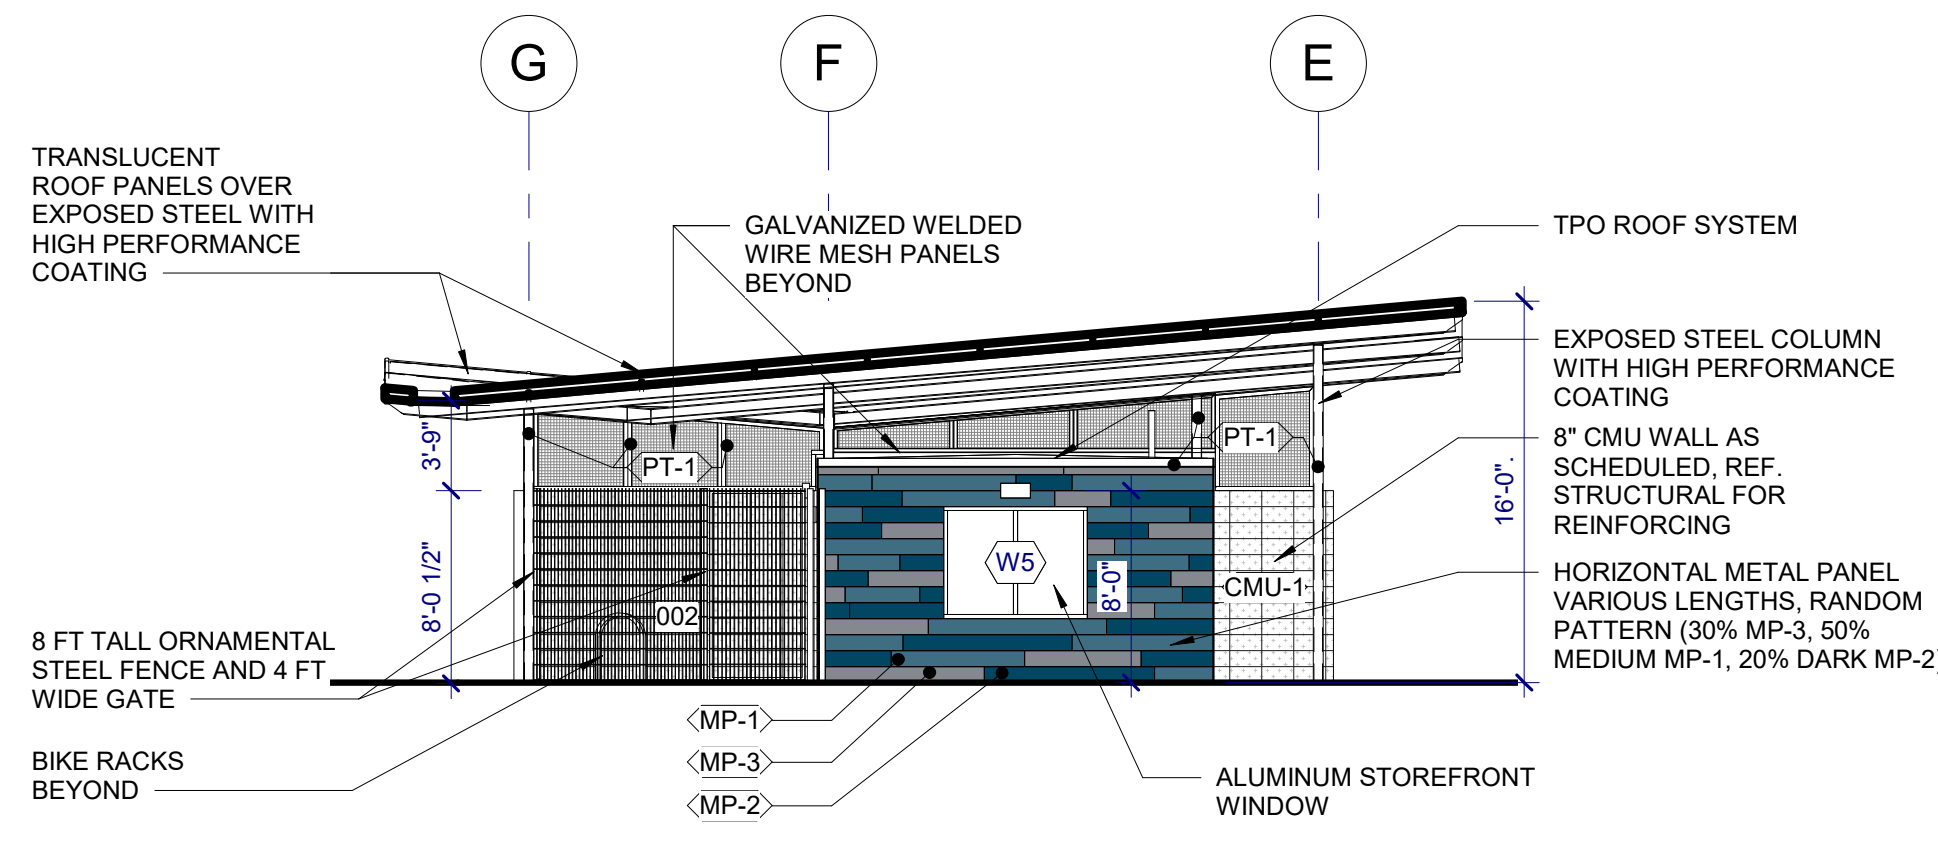 G
F
E
TRANSLUCENT
ROOF PANELS OVER
EXPOSED STEEL WITH
HIGH PERFORMANCE
COATING
GALVANIZED WELDED
WIRE MESH PANELS
BEYOND
TPO ROOF SYSTEM
EXPOSED STEEL COLUMN
WITH HIGH PERFORMANCE
COATING
8" CMU WALL AS
SCHEDULED, REF.
STRUCTURAL FOR
REINFORCING
HORIZONTAL METAL PANEL
VARIOUS LENGTHS, RANDOM
PATTERN (30% MP-3, 50%
MEDIUM MP-1, 20% DARK MP-2)
3'-9"
8'-0 1/2"
PT-1
PT-1
16'-0".
W5
8'-0"
CMU-1
002
8 FT TALL ORNAMENTAL
STEEL FENCE AND 4 FT
WIDE GATE
BIKE RACKS
BEYOND
MP-1
MP-3
MP-2
ALUMINUM STOREFRONT
WINDOW